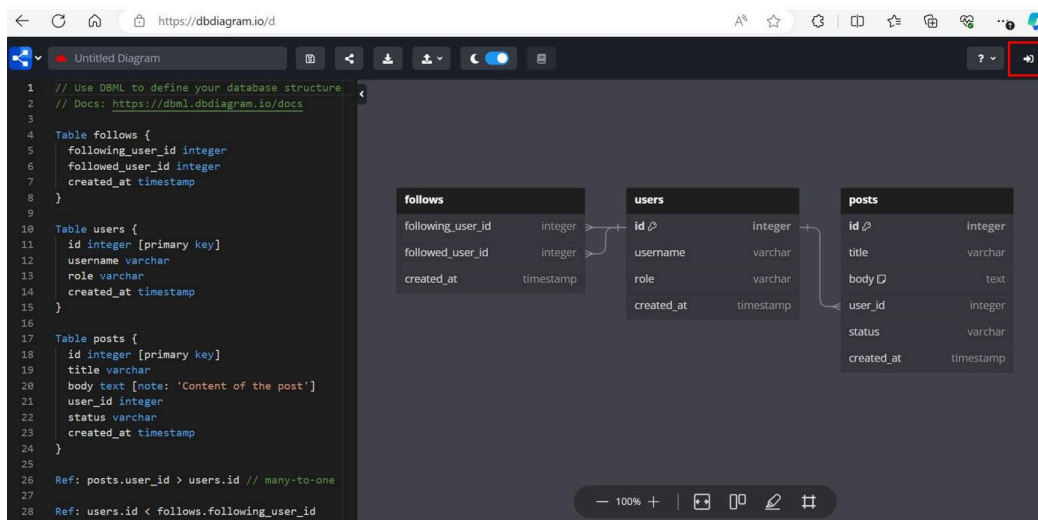 https://dbdiagram.io/d
Untitled Diagram
?
1 // Use DBML to define your database structure
2 // Docs: https://dbml.dbdiagram.io/docs
3
4 Table follows {
5 following_user_id integer
6 followed_user_id integer
7 created_at timestamp
8 }
9
10 Table users {
11 id integer [primary key]
12 username varchar
13 role varchar
14 created_at timestamp
15 }
16
17 Table posts {
18 id integer [primary key]
19 title varchar
20 body text [note: 'Content of the post']
21 user_id integer
22 status varchar
23 created_at timestamp
24 }
25
26 Ref: posts.user_id > users.id // many-to-one
27
28 Ref: users.id < follows.following_user_id
follows
following_user_id integer
followed_user_id integer
created_at timestamp
users
id integer
username varchar
role varchar
created_at timestamp
posts
id integer
title varchar
body text
user_id integer
status varchar
created_at timestamp
− 100% +